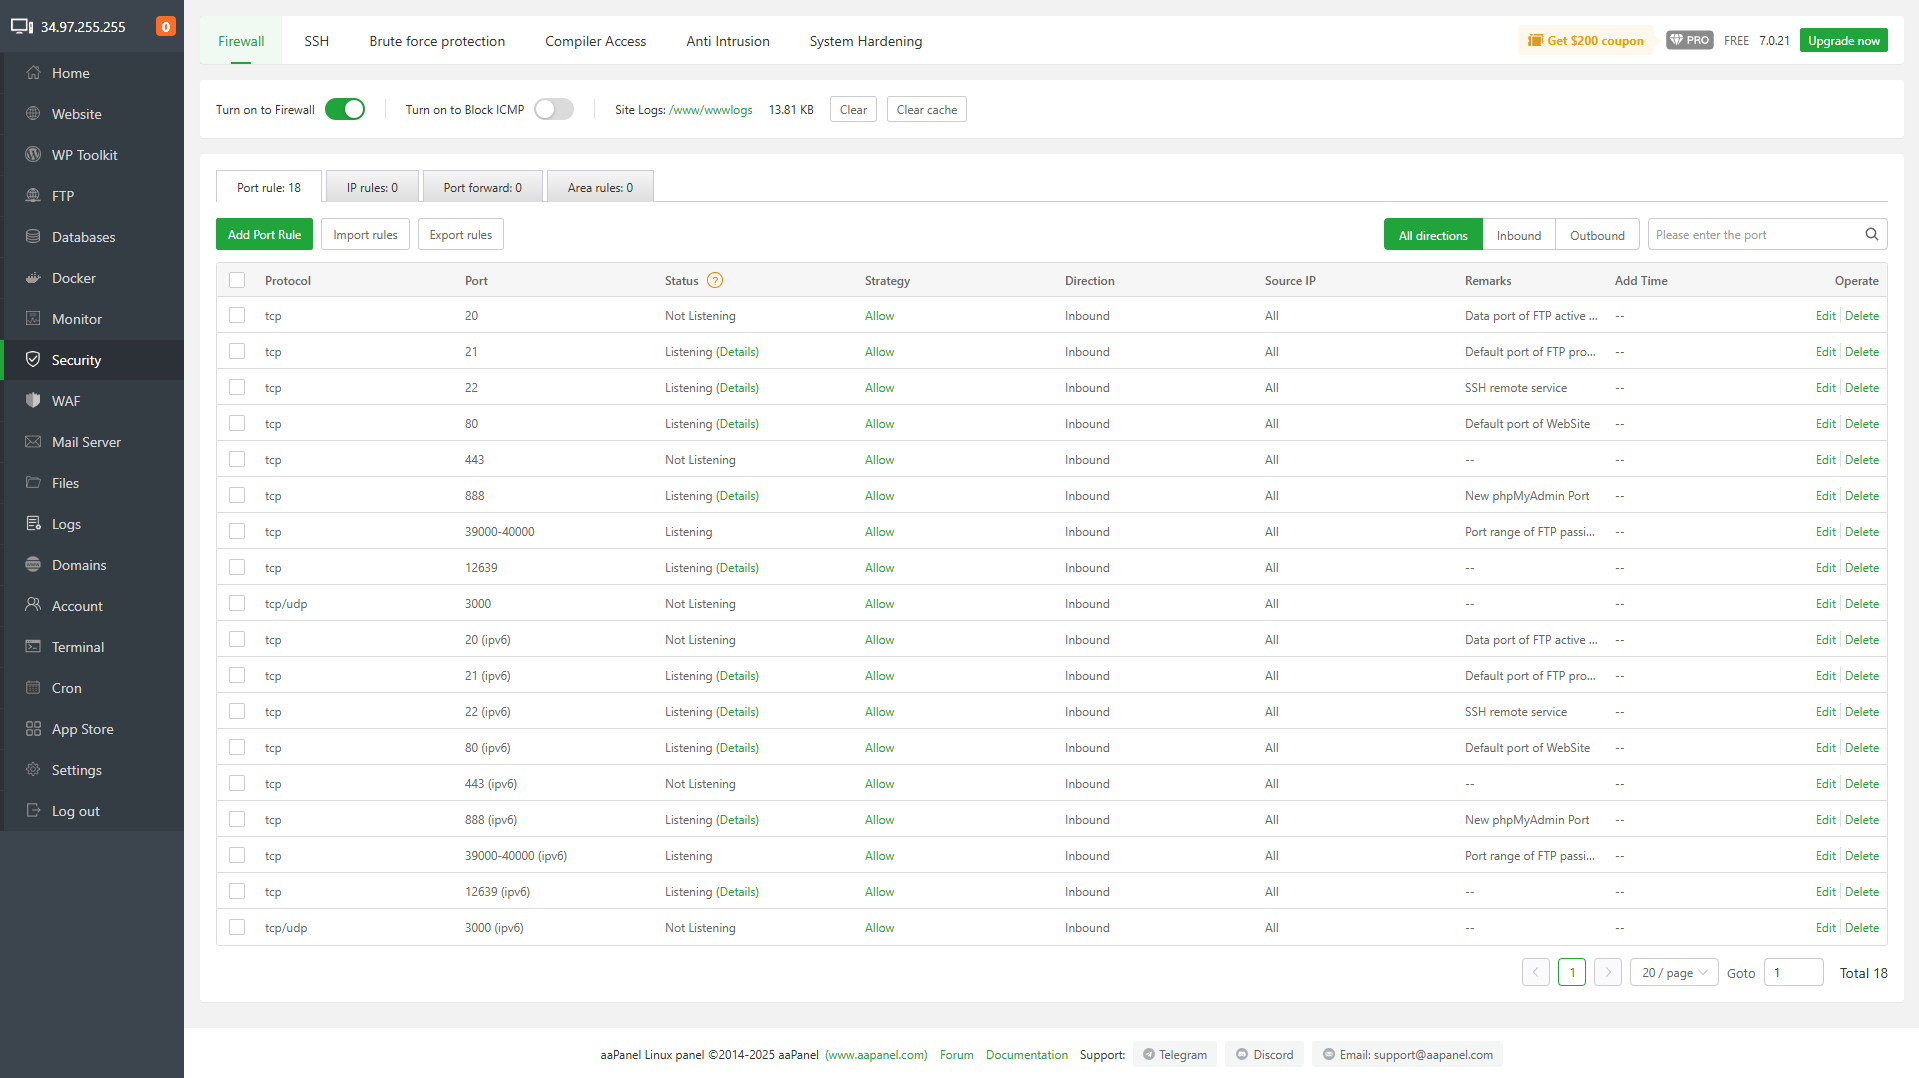 34.97.255.255 0
Home
Website
WP Toolkit
FTP
Databases
Docker
Monitor
Security
WAF
Mail Server
Files
Logs
Domains
Account
Terminal
Cron
App Store
Settings
Log out
Firewall SSH Brute force protection Compiler Access Anti Intrusion System Hardening Get $200 coupon PRO FREE 7.0.21 Upgrade now
Turn on to Firewall Turn on to Block ICMP Site Logs: /www/wwwlogs 13.81 KB Clear Clear cache
Port rule: 18 IP rules: 0 Port forward: 0 Area rules: 0
Add Port Rule Import rules Export rules All directions Inbound Outbound Please enter the port
Protocol Port Status ? Strategy Direction Source IP Remarks Add Time Operate
tcp 20 Not Listening Allow Inbound All Data port of FTP active ... -- Edit Delete
tcp 21 Listening (Details) Allow Inbound All Default port of FTP pro... -- Edit Delete
tcp 22 Listening (Details) Allow Inbound All SSH remote service -- Edit Delete
tcp 80 Listening (Details) Allow Inbound All Default port of WebSite -- Edit Delete
tcp 443 Not Listening Allow Inbound All -- -- Edit Delete
tcp 888 Listening (Details) Allow Inbound All New phpMyAdmin Port -- Edit Delete
tcp 39000-40000 Listening Allow Inbound All Port range of FTP passi... -- Edit Delete
tcp 12639 Listening (Details) Allow Inbound All -- -- Edit Delete
tcp/udp 3000 Not Listening Allow Inbound All -- -- Edit Delete
tcp 20 (ipv6) Not Listening Allow Inbound All Data port of FTP active ... -- Edit Delete
tcp 21 (ipv6) Listening (Details) Allow Inbound All Default port of FTP pro... -- Edit Delete
tcp 22 (ipv6) Listening (Details) Allow Inbound All SSH remote service -- Edit Delete
tcp 80 (ipv6) Listening (Details) Allow Inbound All Default port of WebSite -- Edit Delete
tcp 443 (ipv6) Not Listening Allow Inbound All -- -- Edit Delete
tcp 888 (ipv6) Listening (Details) Allow Inbound All New phpMyAdmin Port -- Edit Delete
tcp 39000-40000 (ipv6) Listening Allow Inbound All Port range of FTP passi... -- Edit Delete
tcp 12639 (ipv6) Listening (Details) Allow Inbound All -- -- Edit Delete
tcp/udp 3000 (ipv6) Not Listening Allow Inbound All -- -- Edit Delete
1 20 / page Goto 1 Total 18
aaPanel Linux panel ©2014-2025 aaPanel (www.aapanel.com) Forum Documentation Support: Telegram Discord Email: support@aapanel.com